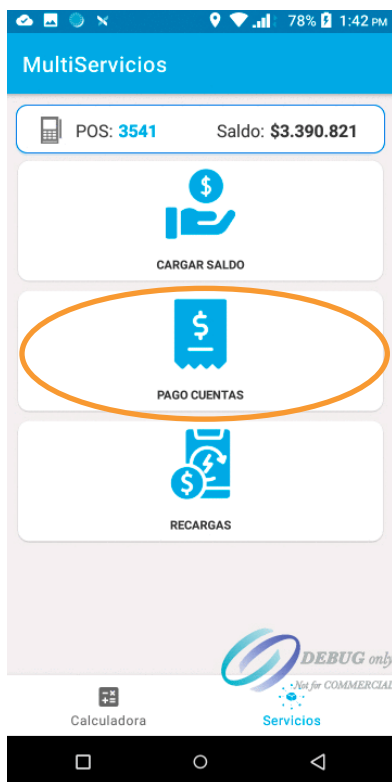 78% 1:42 PM
MultiServicios
POS: 3541 Saldo: $3.390.821
$
CARGAR SALDO
$
PAGO CUENTAS
$
RECARGAS
DEBUG only
Not for COMMERCIAL
Calculadora Servicios